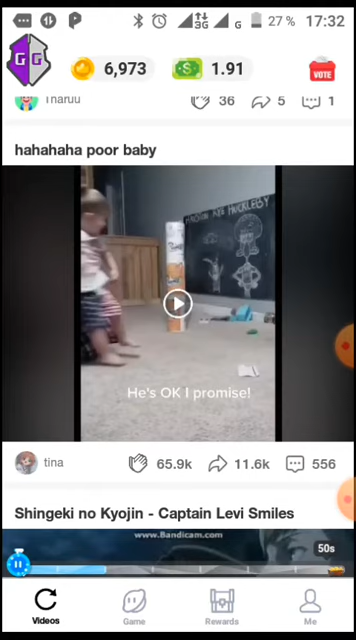 3G G 27 % 17:32
G G 6,973 1.91 VOTE
Tharuu 36 5 1
hahahaha poor baby
HUCKLEBY
He's OK I promise!
tina 65.9k 11.6k 556
Shingeki no Kyojin - Captain Levi Smiles
www.Bandicam.com
50s
Videos Game Rewards Me